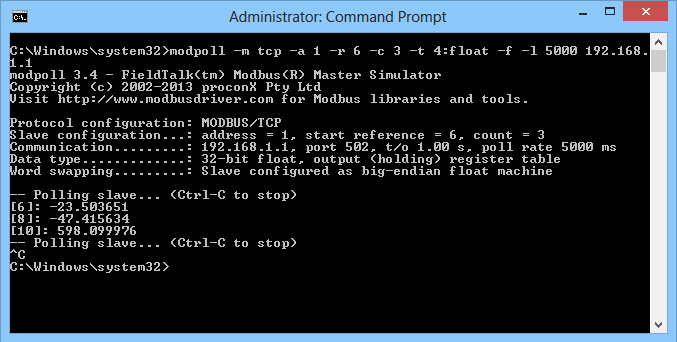 Administrator: Command Prompt
C:\Windows\system32>modpoll -m tcp -a 1 -r 6 -c 3 -t 4:float -f -l 5000 192.168.
1.1
modpoll 3.4 - FieldTalk(tm) Modbus(R) Master Simulator
Copyright (c) 2002-2013 proconX Pty Ltd
Visit http://www.modbusdriver.com for Modbus libraries and tools.
Protocol configuration: MODBUS/TCP
Slave configuration...: address = 1, start reference = 6, count = 3
Communication.........: 192.168.1.1, port 502, t/o 1.00 s, poll rate 5000 ms
Data type.............: 32-bit float, output (holding) register table
Word swapping.........: Slave configured as big-endian float machine
-- Polling slave... (Ctrl-C to stop)
[6]: -23.503651
[8]: -47.415634
[10]: 598.099976
-- Polling slave... (Ctrl-C to stop)
^C
C:\Windows\system32>